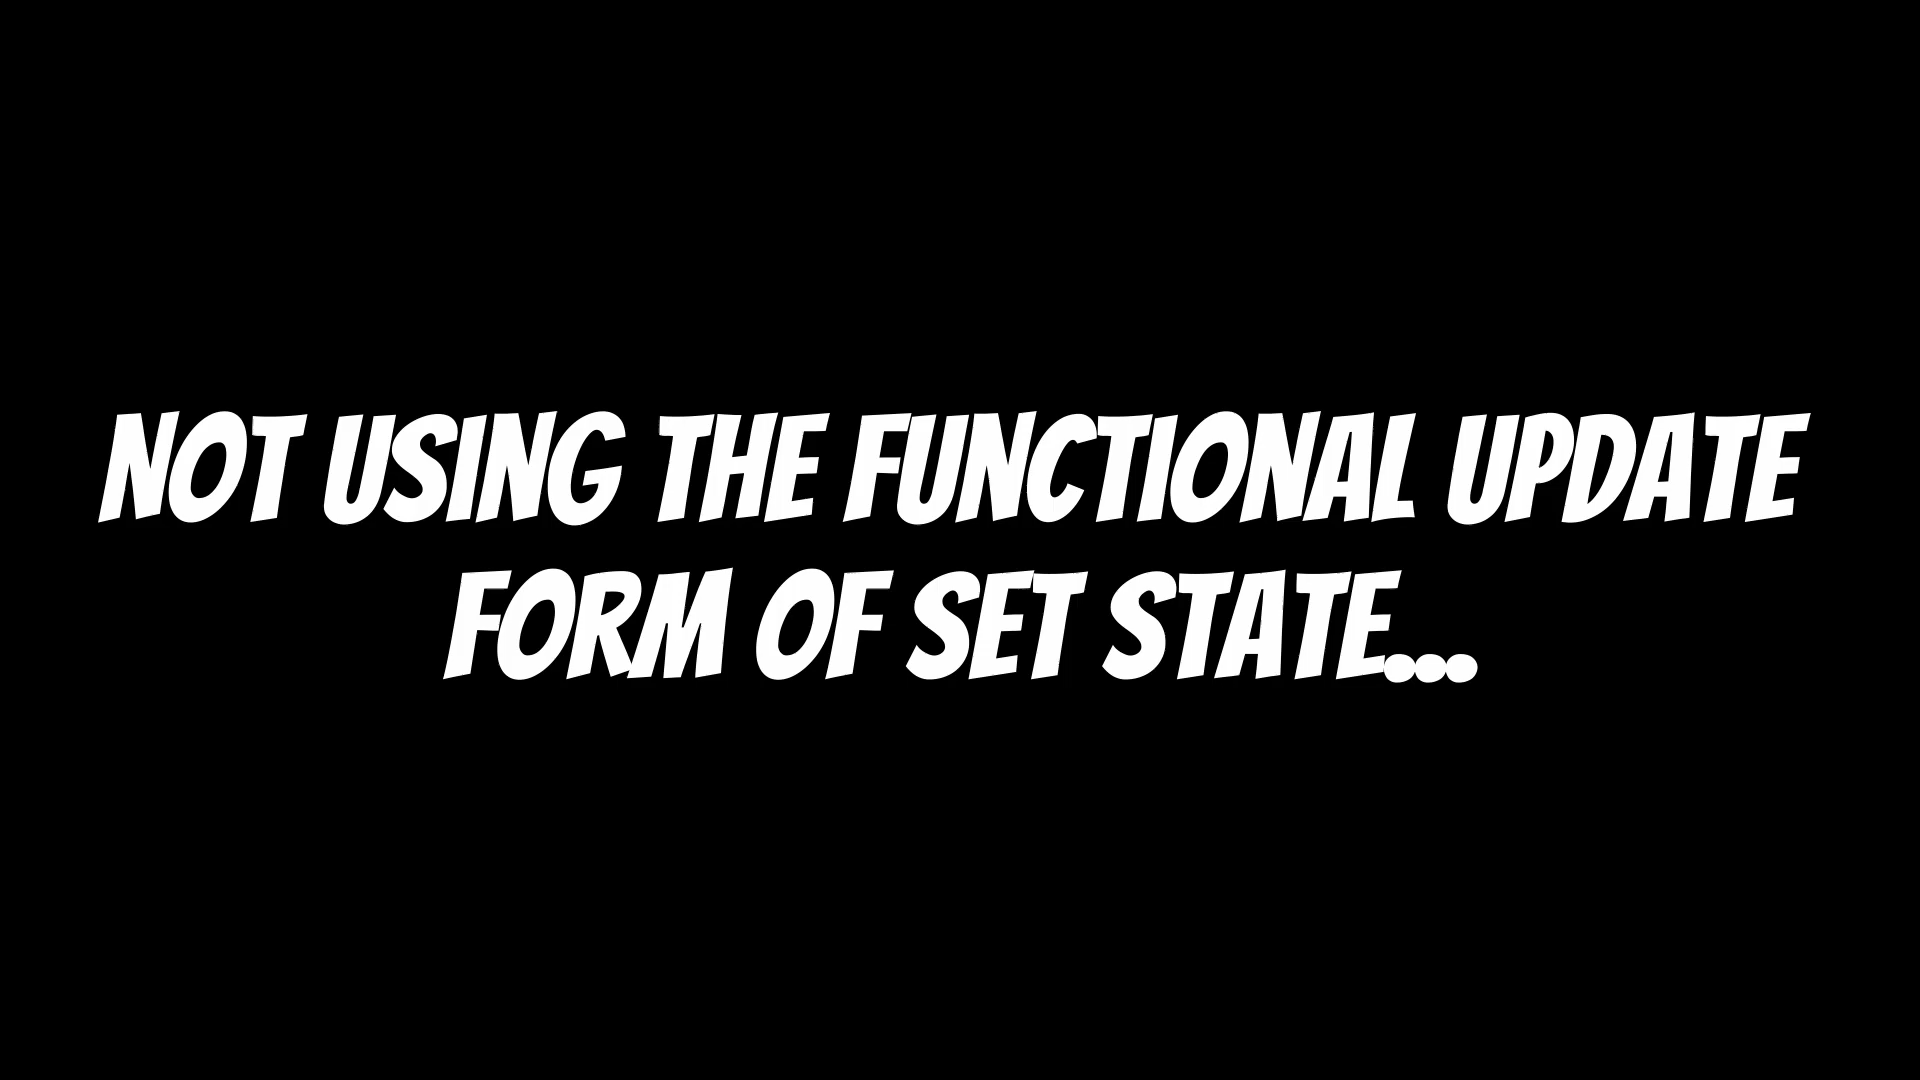 NOT USING THE FUNCTIONAL UPDATE
FORM OF SET STATE...